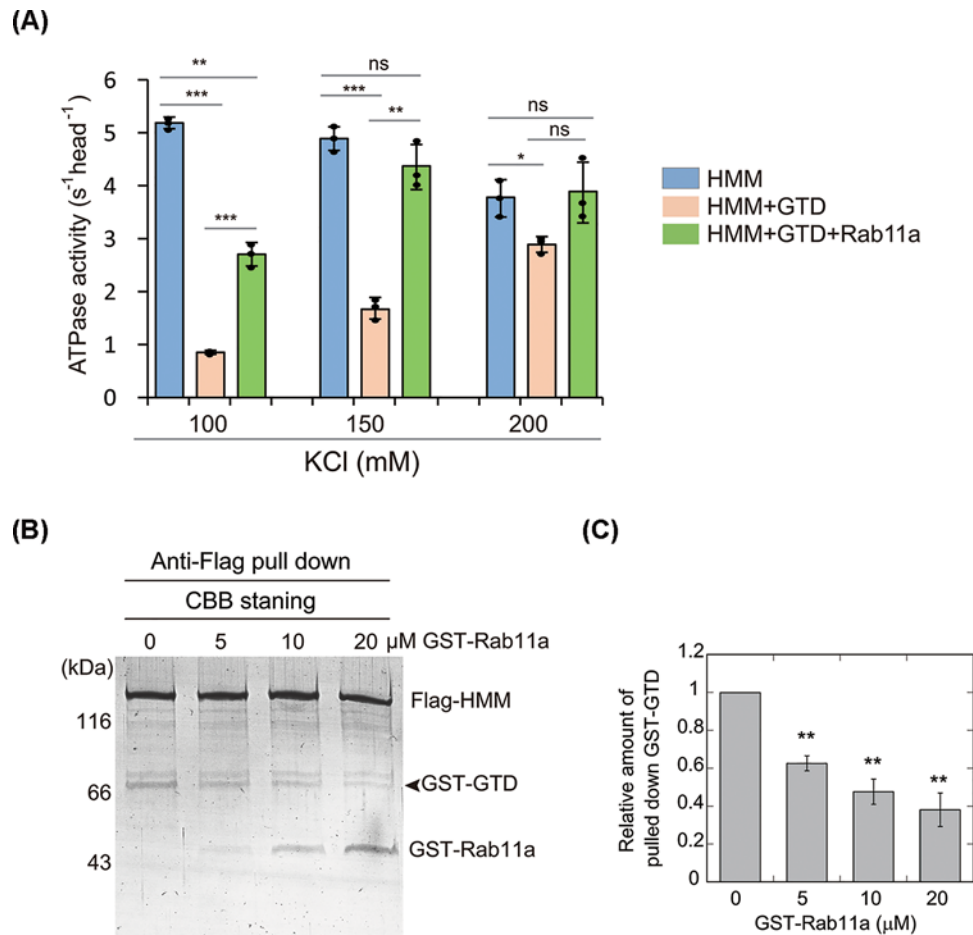 (A)
ATPase activity (s⁻¹head⁻¹)
6
5
4
3
2
1
0
**
***
***
ns
***
**
ns
ns
*
100 150 200
KCl (mM)
HMM
HMM+GTD
HMM+GTD+Rab11a
(B)
Anti-Flag pull down
CBB staning
0 5 10 20 μM GST-Rab11a
(kDa)
Flag-HMM
116
GST-GTD
66
GST-Rab11a
43
(C)
Relative amount of
pulled down GST-GTD
1.2
1
0.8
0.6
0.4
0.2
0
**
**
**
0 5 10 20
GST-Rab11a (μM)